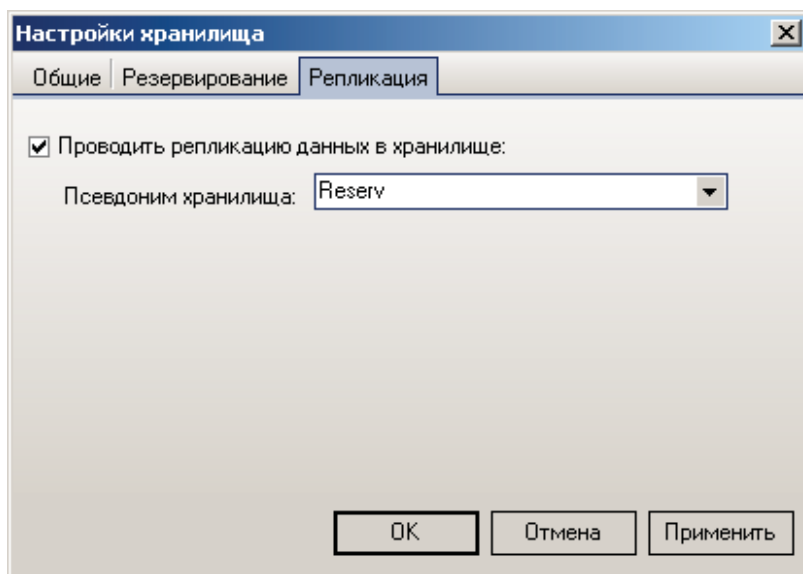 Настройки хранилища
Общие Резервирование Репликация
Проводить репликацию данных в хранилище:
Псевдоним хранилища: Reserv
OK Отмена Применить